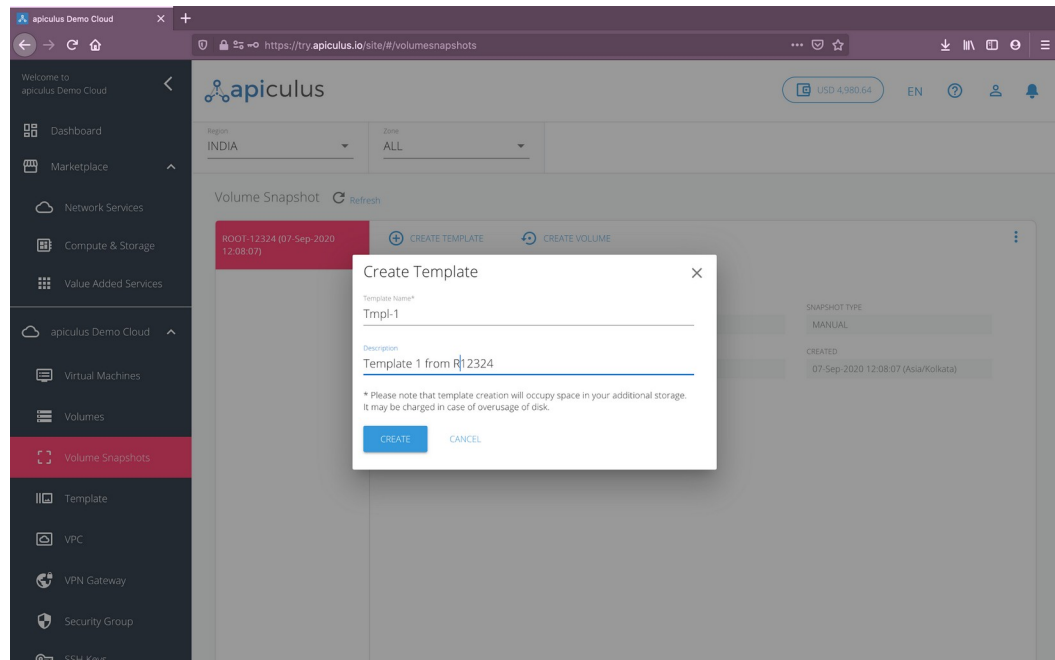 apiculus Demo Cloud
https://try.apiculus.io/site/#/volumesnapshots
Welcome to
apiculus Demo Cloud
apiculus
USD 4,980.64
EN
Dashboard
Marketplace
Network Services
Compute & Storage
Value Added Services
apiculus Demo Cloud
Virtual Machines
Volumes
Volume Snapshots
Template
VPC
VPN Gateway
Security Group
SSH Keys
Region
INDIA
Zone
ALL
Volume Snapshot
Refresh
ROOT-12324 (07-Sep-2020
12:08:07)
CREATE TEMPLATE
CREATE VOLUME
SNAPSHOT TYPE
MANUAL
CREATED
07-Sep-2020 12:08:07 (Asia/Kolkata)
Create Template
Template Name*
Tmpl-1
Description
Template 1 from R12324
* Please note that template creation will occupy space in your additional storage.
It may be charged in case of overusage of disk.
CREATE
CANCEL